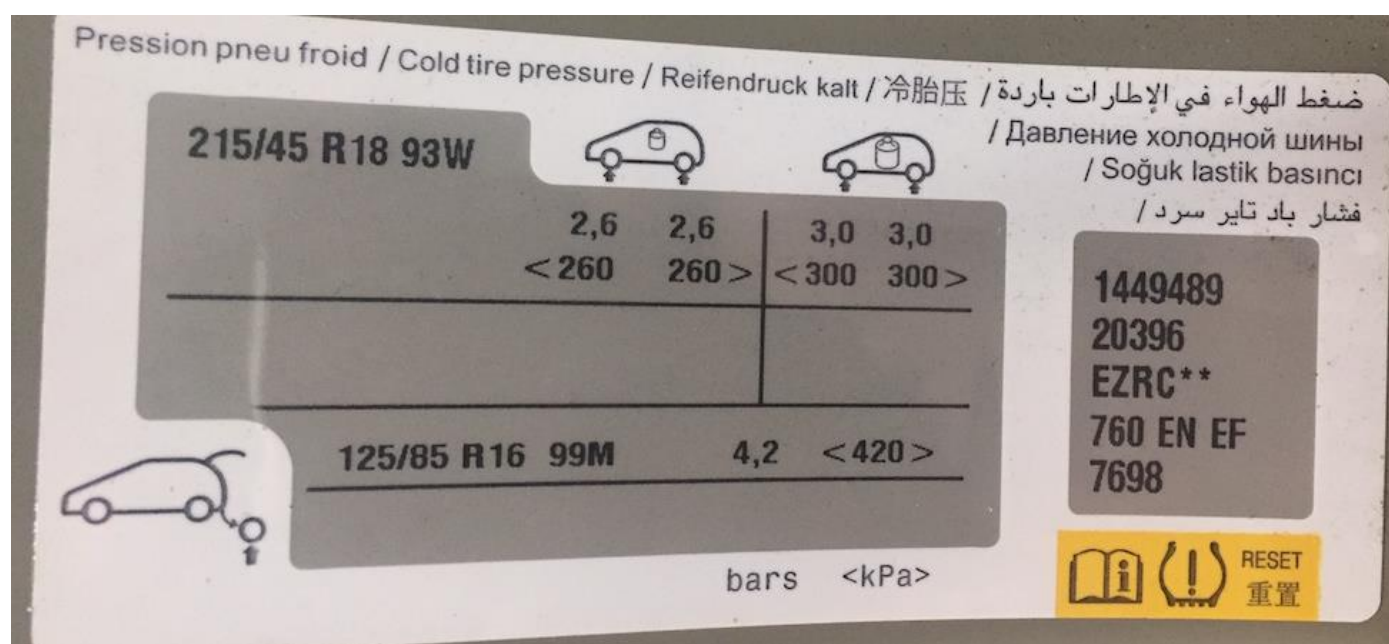 Pression pneu froid / Cold tire pressure / Reifendruck kalt / 冷胎压 / ضغط الهواء في الإطارات باردة
/ Давление холодной шины
/ Soğuk lastik basıncı
/ فشار باد تایر سرد
215/45 R18 93W
2,6 2,6 3,0 3,0
<260 260> <300 300>
125/85 R16 99M 4,2 <420>
bars <kPa>
1449489
20396
EZRC**
760 EN EF
7698
RESET
重置